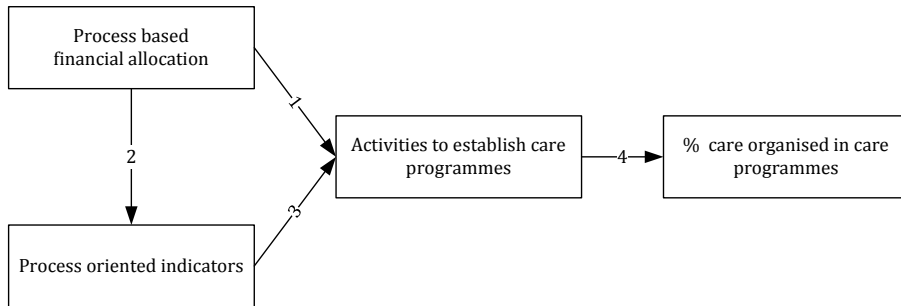 Process based
financial allocation
1
2
Activities to establish care
programmes
4
% care organised in care
programmes
3
Process oriented indicators